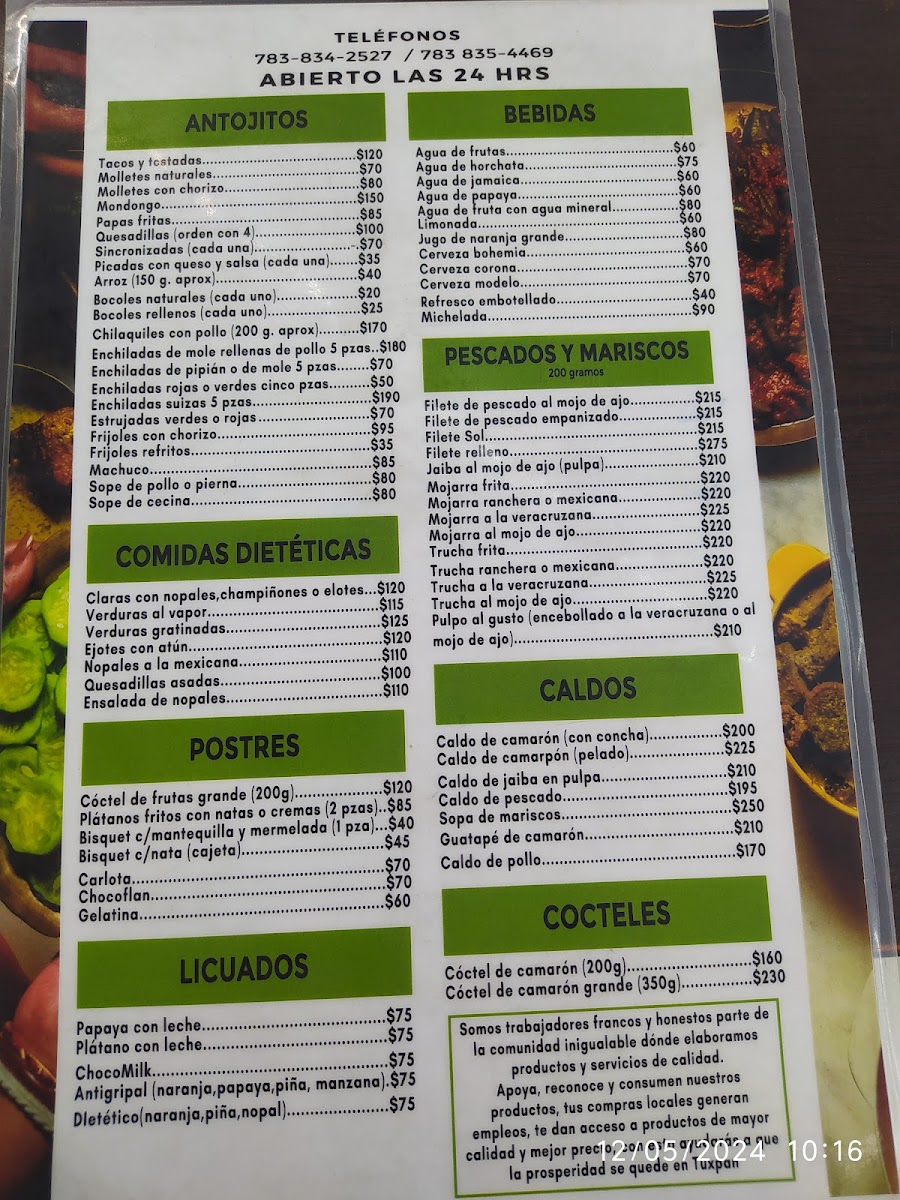 TELÉFONOS
783-834-2527 / 783 835-4469
ABIERTO LAS 24 HRS
ANTOJITOS
Tacos y tostadas...$120
Molletes naturales...$70
Molletes con chorizo...$80
Mondongo...$150
Papas fritas...$85
Quesadillas (orden con 4)...$100
Sincronizadas (cada una)...$70
Picadas con queso y salsa (cada una)...$35
Arroz (150 g. aprox)...$40
Bocoles naturales (cada uno)...$20
Bocoles rellenos (cada uno)...$25
Chilaquiles con pollo (200 g. aprox)...$170
Enchiladas de mole rellenas de pollo 5 pzas..$180
Enchiladas de pipián o de mole 5 pzas...$70
Enchiladas rojas o verdes cinco pzas...$50
Enchiladas suizas 5 pzas...$190
Estrujadas verdes o rojas...$70
Frijoles con chorizo...$95
Frijoles refritos...$35
Machuco...$85
Sope de pollo o pierna...$80
Sope de cecina...$80
COMIDAS DIETÉTICAS
Claras con nopales,champiñones o elotes...$120
Verduras al vapor...$115
Verduras gratinadas...$125
Ejotes con atún...$120
Nopales a la mexicana...$110
Quesadillas asadas...$100
Ensalada de nopales...$110
POSTRES
Cóctel de frutas grande (200g)...$120
Plátanos fritos con natas o cremas (2 pzas)..$85
Bisquet c/mantequilla y mermelada (1 pza)...$40
Bisquet c/nata (cajeta)...$45
Carlota...$70
Chocoflan...$70
Gelatina...$60
LICUADOS
Papaya con leche...$75
Plátano con leche...$75
ChocoMilk...$75
Antigripal (naranja,papaya,piña, manzana).$75
DIetético(naranja,piña,nopal)...$75
BEBIDAS
Agua de frutas...$60
Agua de horchata...$75
Agua de jamaica...$60
Agua de papaya...$60
Agua de fruta con agua mineral...$80
Limonada...$60
Jugo de naranja grande...$80
Cerveza bohemia...$60
Cerveza corona...$70
Cerveza modelo...$70
Refresco embotellado...$40
Michelada...$90
PESCADOS Y MARISCOS
200 gramos
Filete de pescado al mojo de ajo...$215
Filete de pescado empanizado...$215
Filete Sol...$215
Filete relleno...$275
Jaiba al mojo de ajo (pulpa)...$210
Mojarra frita...$220
Mojarra ranchera o mexicana...$220
Mojarra a la veracruzana...$225
Mojarra al mojo de ajo...$220
Trucha frita...$220
Trucha ranchera o mexicana...$220
Trucha a la veracruzana...$225
Trucha al mojo de ajo...$220
Pulpo al gusto (encebollado a la veracruzana o al
mojo de ajo)...$210
CALDOS
Caldo de camarón (con concha)...$200
Caldo de camarpón (pelado)...$225
Caldo de jaiba en pulpa...$210
Caldo de pescado...$195
Sopa de mariscos...$250
Guatapé de camarón...$210
Caldo de pollo...$170
COCTELES
Cóctel de camarón (200g)...$160
Cóctel de camarón grande (350g)...$230
Somos trabajadores francos y honestos parte de
la comunidad inigualable dónde elaboramos
productos y servicios de calidad.
Apoya, reconoce y consumen nuestros
productos, tus compras locales generan
empleos, te dan acceso a productos de mayor
calidad y mejor precio, con esto ayudarás a que
la prosperidad se quede en Tuxpan
12/05/2024 10:16